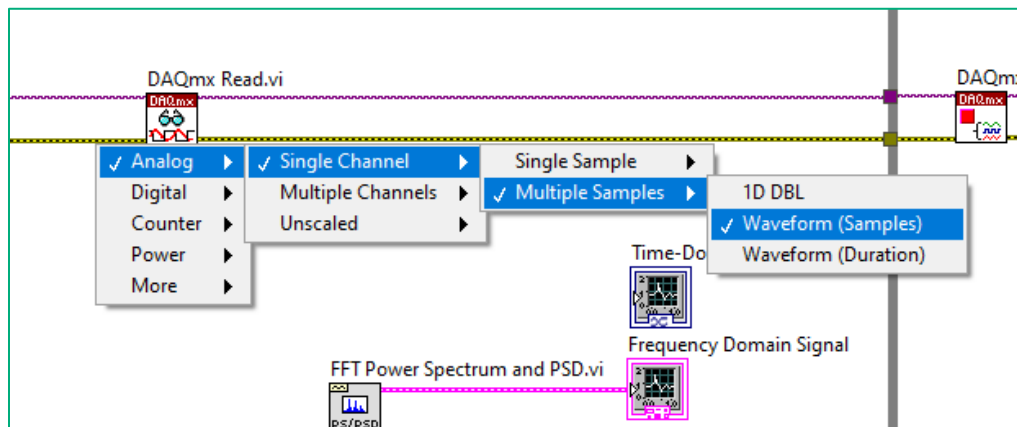 DAQmx Read.vi
DAQmx
DAQmx
DAQmx
Analog
Single Channel
Single Sample
Digital
Multiple Channels
Multiple Samples
1D DBL
Counter
Unscaled
Waveform (Samples)
Power
Time-Do
Waveform (Duration)
More
Frequency Domain Signal
FFT Power Spectrum and PSD.vi
PS/PSD